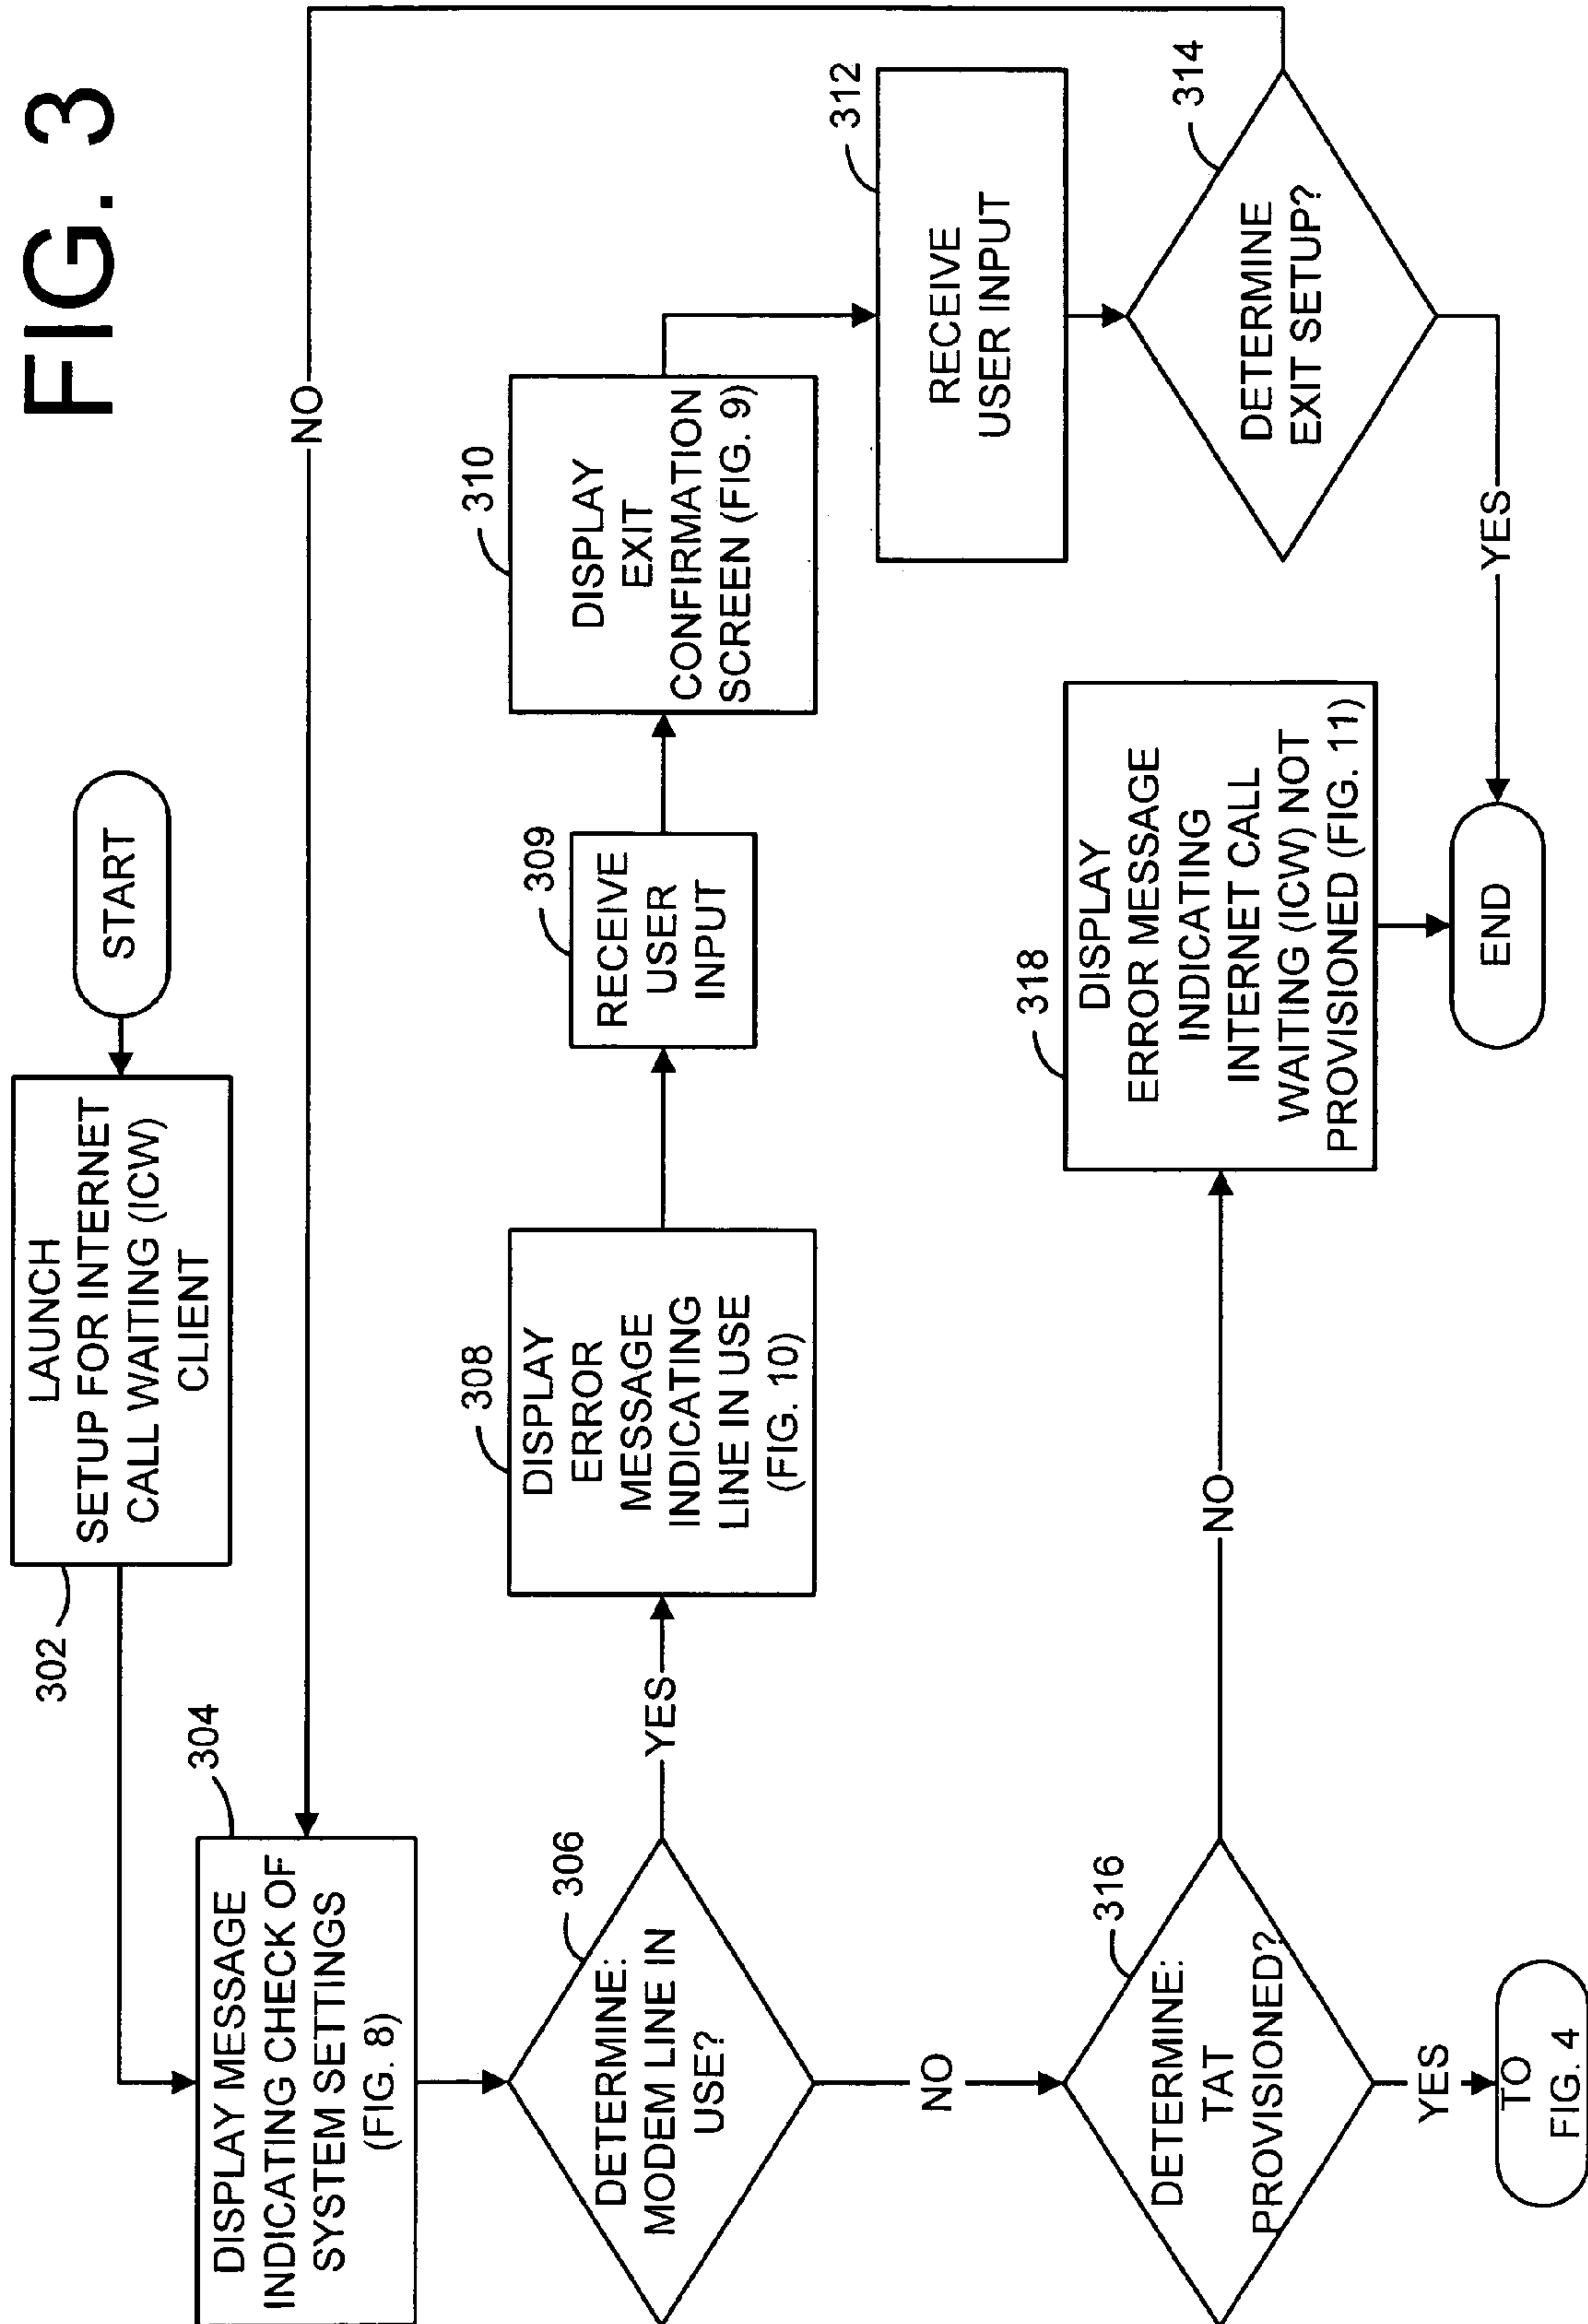 FIG. 3
START
LAUNCH
SETUP FOR INTERNET
CALL WAITING (ICW)
CLIENT
302
304
DISPLAY MESSAGE
INDICATING CHECK OF
SYSTEM SETTINGS
(FIG. 8)
NO
306
DETERMINE:
MODEM LINE IN
USE?
YES
308
DISPLAY
ERROR
MESSAGE
INDICATING
LINE IN USE
(FIG. 10)
309
RECEIVE
USER
INPUT
310
DISPLAY
EXIT
CONFIRMATION
SCREEN (FIG. 9)
312
RECEIVE
USER INPUT
314
DETERMINE
EXIT SETUP?
YES
NO
316
DETERMINE:
TAT
PROVISIONED?
NO
318
DISPLAY
ERROR MESSAGE
INDICATING
INTERNET CALL
WAITING (ICW) NOT
PROVISIONED (FIG. 11)
END
YES
TO
FIG. 4